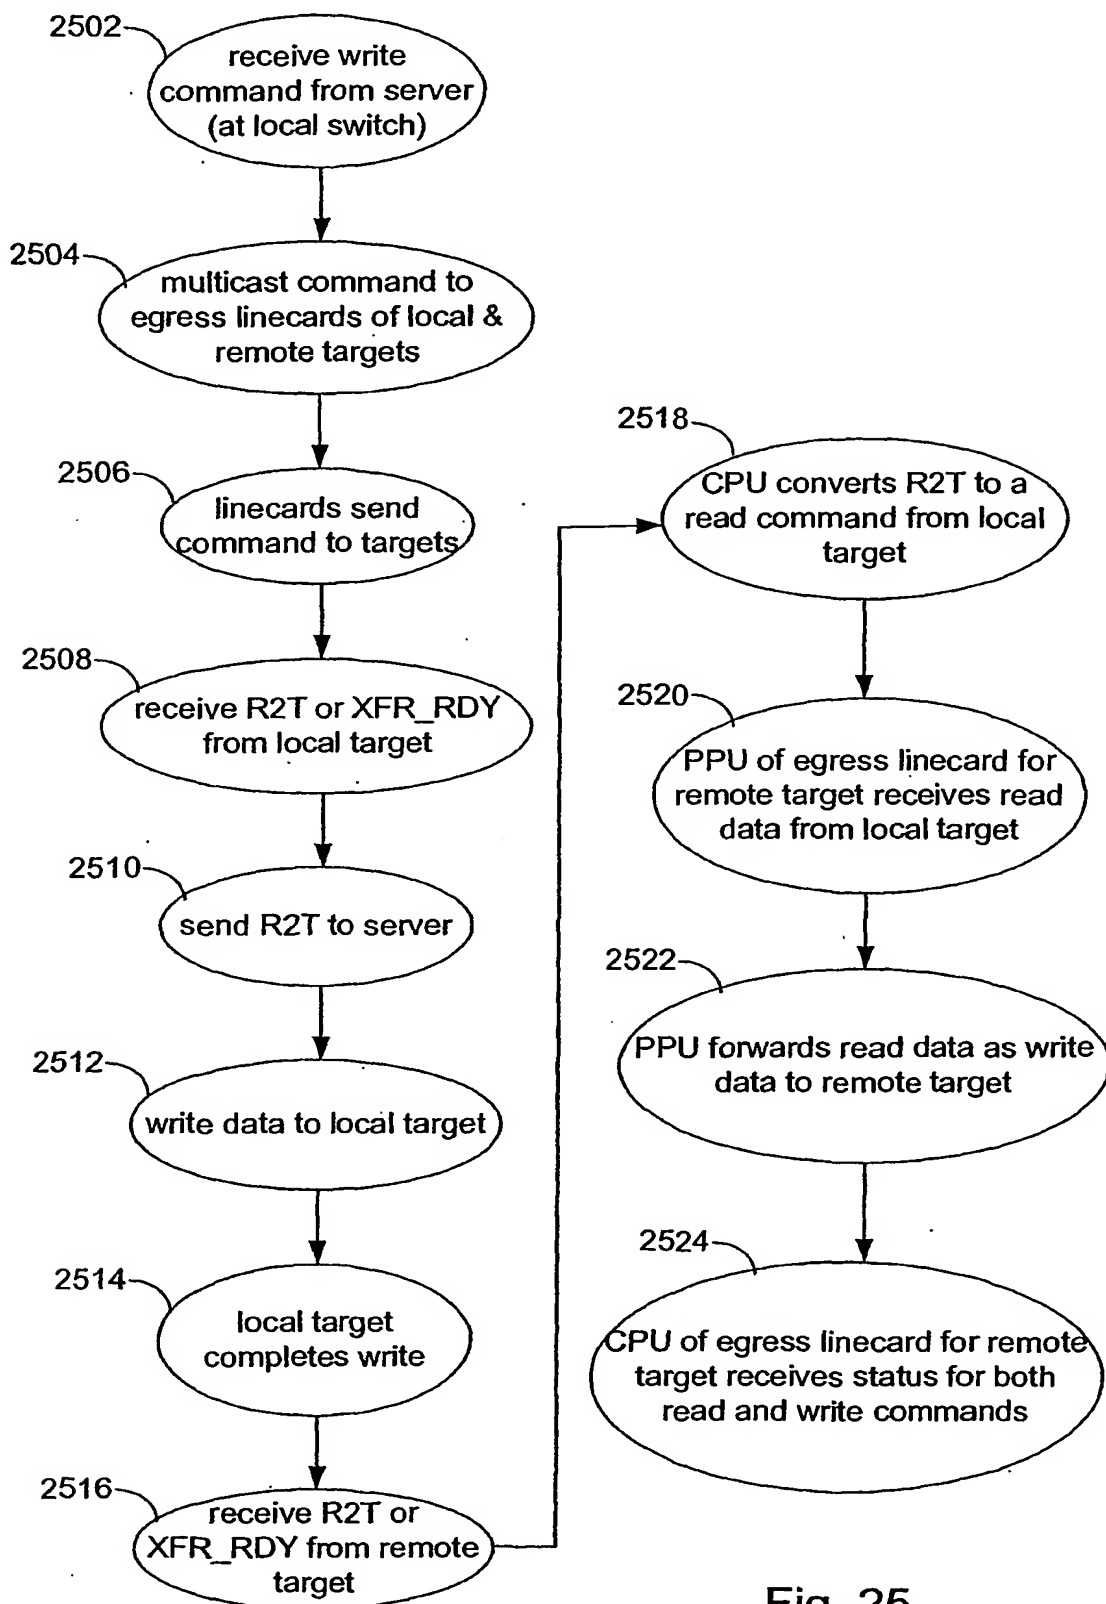 2502
receive write
command from server
(at local switch)
2504
multicast command to
egress linecards of local &
remote targets
2506
linecards send
command to targets
2508
receive R2T or XFR_RDY
from local target
2510
send R2T to server
2512
write data to local target
2514
local target
completes write
2516
receive R2T or
XFR_RDY from remote
target
2518
CPU converts R2T to a
read command from local
target
2520
PPU of egress linecard for
remote target receives read
data from local target
2522
PPU forwards read data as write
data to remote target
2524
CPU of egress linecard for remote
target receives status for both
read and write commands
Fig. 25